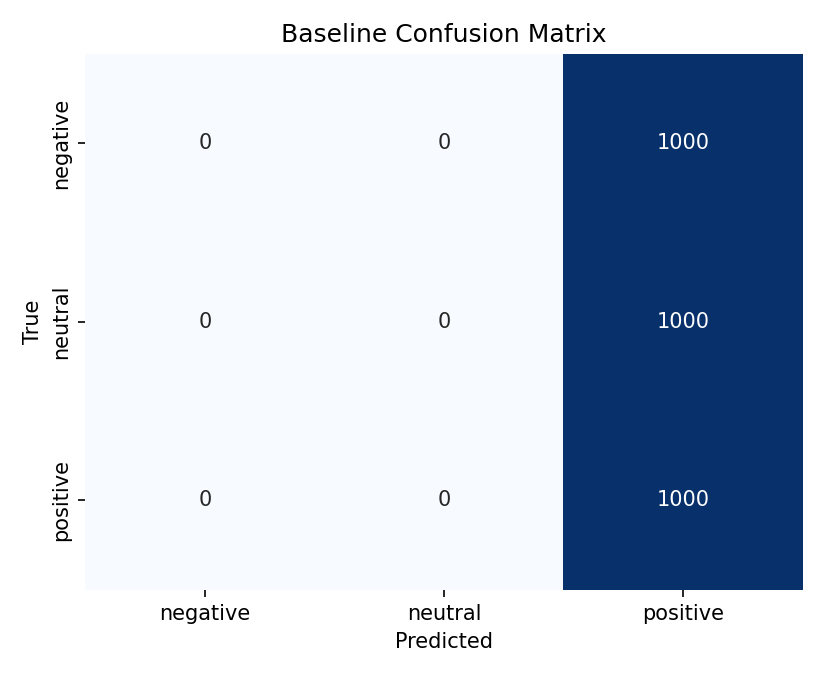 Baseline Confusion Matrix
True
negative
0 0 1000
neutral
0 0 1000
positive
0 0 1000
negative neutral positive
Predicted